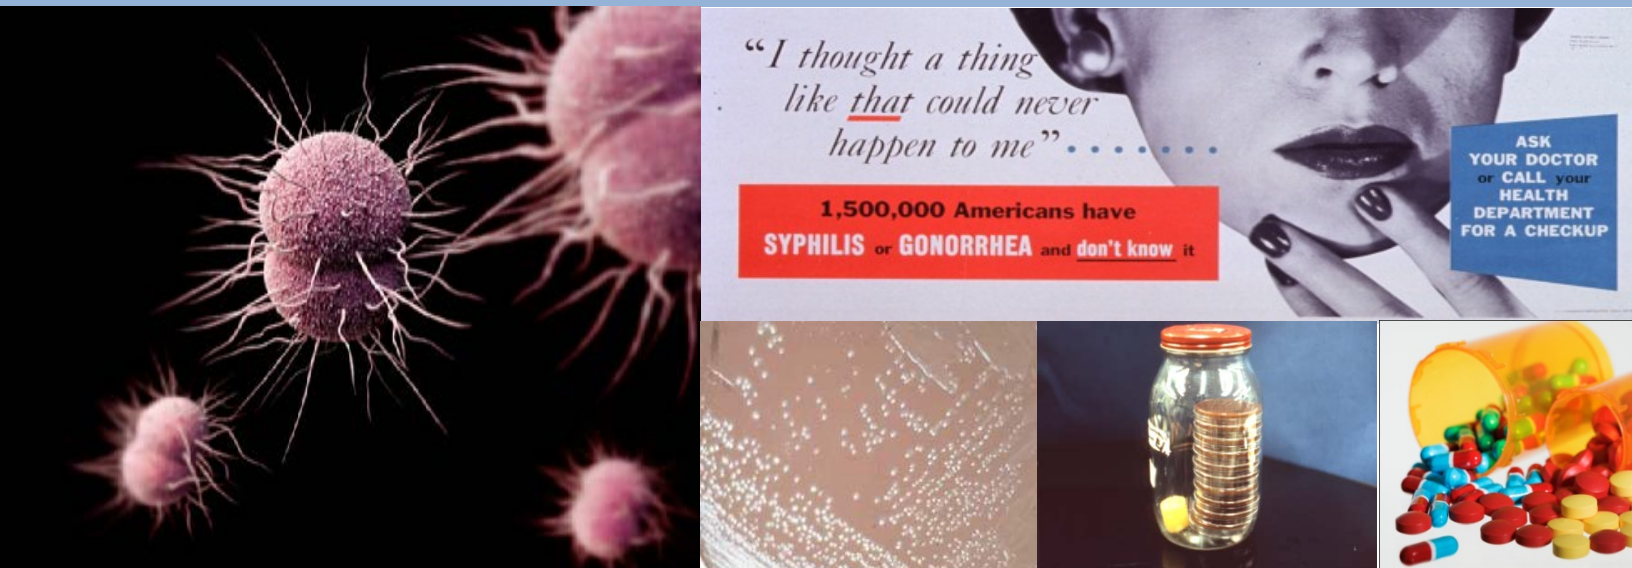 “I thought a thing
like that could never
happen to me”.......
1,500,000 Americans have
SYPHILIS or GONORRHEA and don't know it
ASK
YOUR DOCTOR
or CALL your
HEALTH
DEPARTMENT
FOR A CHECKUP